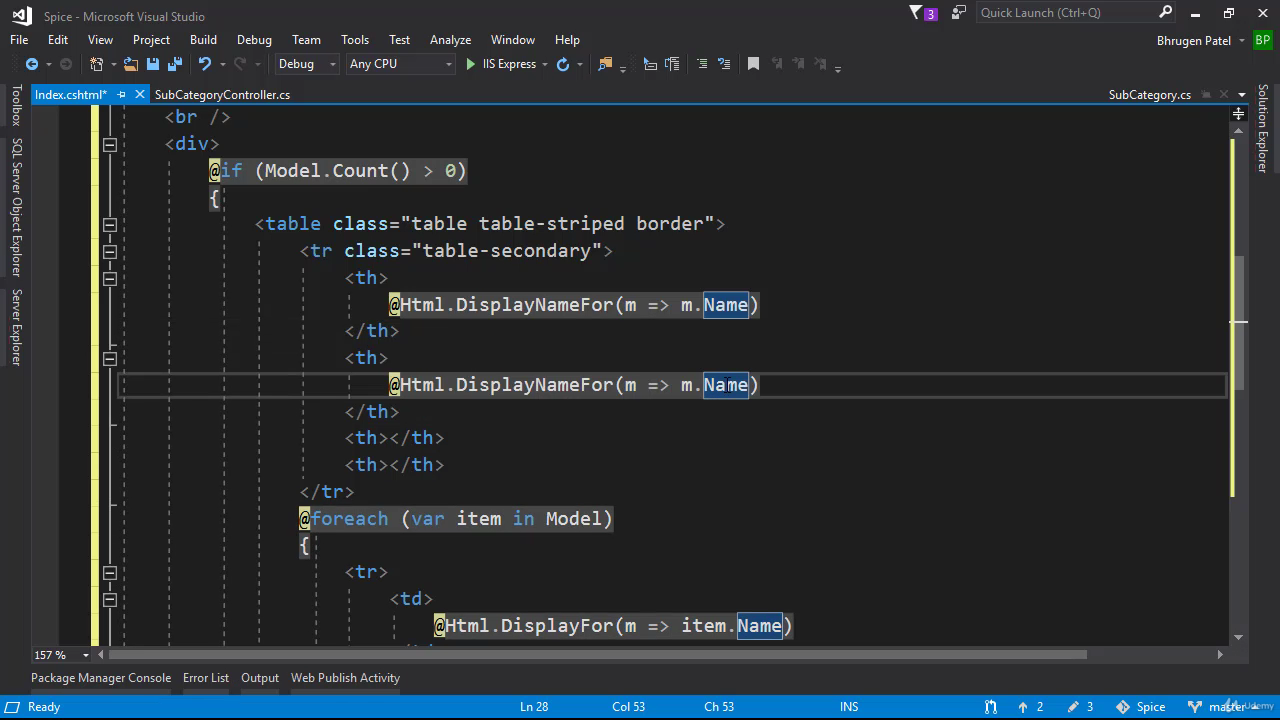 Spice - Microsoft Visual Studio
3
Quick Launch (Ctrl+Q)
File Edit View Project Build Debug Team Tools Test Analyze Window Help
Bhrugen Patel BP
Debug Any CPU IIS Express
Index.cshtml* SubCategoryController.cs SubCategory.cs
Toolbox
SQL Server Object Explorer
Server Explorer
Solution Explorer
<br />
<div>
@if (Model.Count() > 0)
{
<table class="table table-striped border">
<tr class="table-secondary">
<th>
@Html.DisplayNameFor(m => m.Name)
</th>
<th>
@Html.DisplayNameFor(m => m.Name)
</th>
<th></th>
<th></th>
</tr>
@foreach (var item in Model)
{
<tr>
<td>
@Html.DisplayFor(m => item.Name)
157 %
Package Manager Console Error List Output Web Publish Activity
Ready Ln 28 Col 53 Ch 53 INS 2 3 Spice master
Udemy